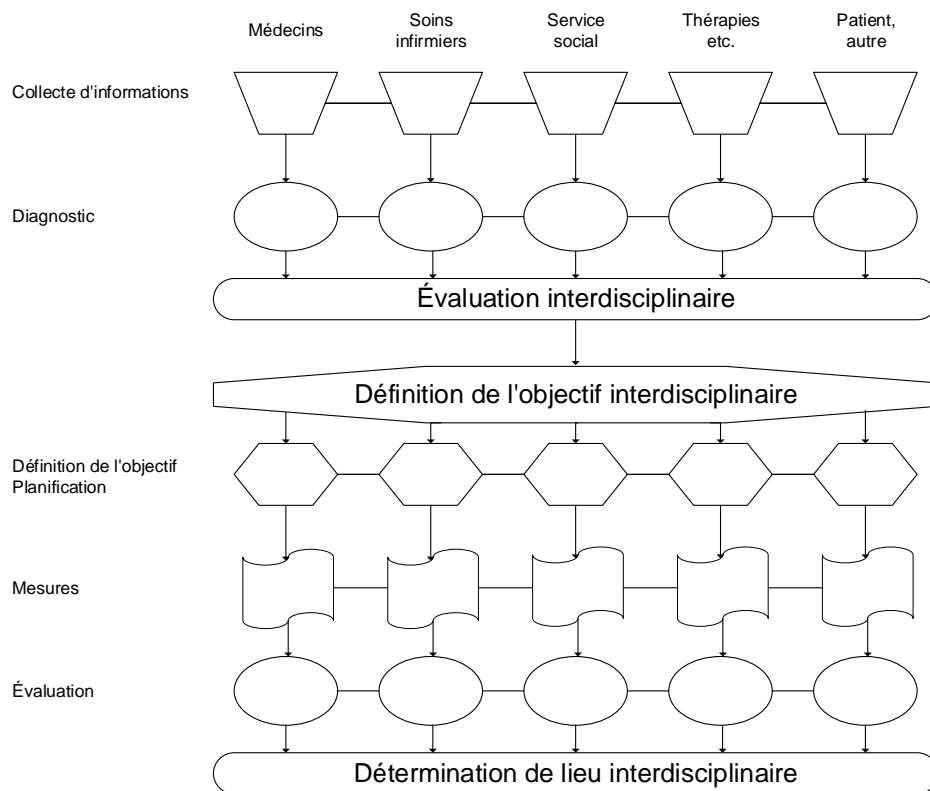 Médecins
Soins
infirmiers
Service
social
Thérapies
etc.
Patient,
autre
Collecte d'informations
Diagnostic
Évaluation interdisciplinaire
Définition de l'objectif interdisciplinaire
Définition de l'objectif
Planification
Mesures
Évaluation
Détermination de lieu interdisciplinaire